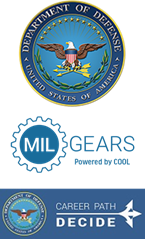 DEPARTMENT OF DEFENSE
UNITED STATES OF AMERICA
MIL GEARS
Powered by COOL
CAREER PATH
DECIDE